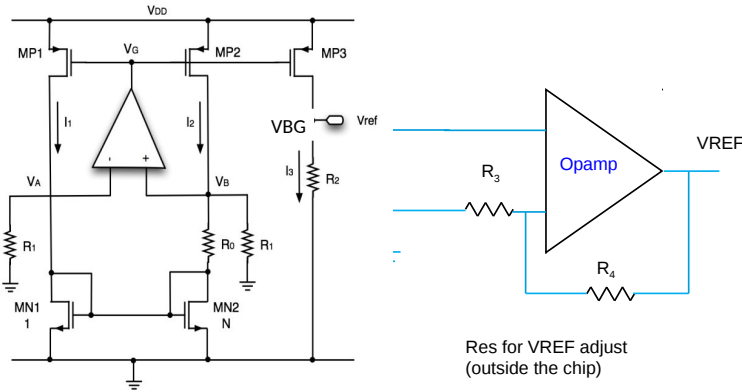 VDD
MP1
VG
MP2
MP3
I1
I2
VBG
Vref
I3
R2
-
+
VA
VB
R1
R0
R1
MN1
1
MN2
N
VREF
Opamp
R3
R4
Res for VREF adjust
(outside the chip)